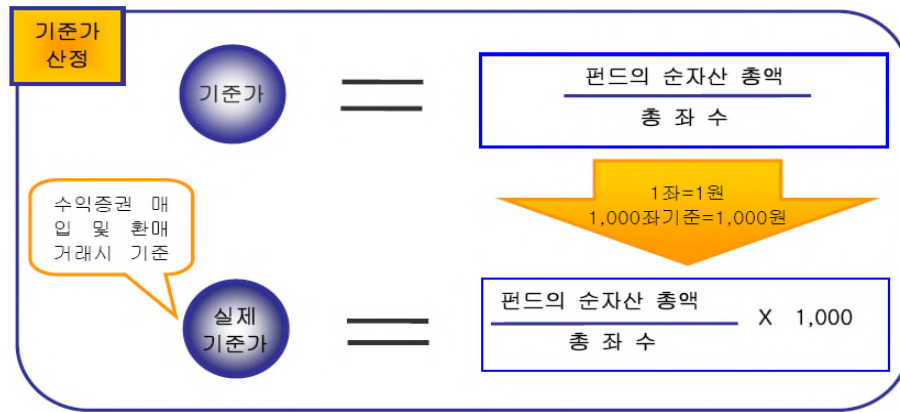 기준가
산정
기준가
펀드의 순자산 총액
총 좌 수
1좌=1원
1,000좌기준=1,000원
수익증권 매
입 및 환매
거래시 기준
실제
기준가
펀드의 순자산 총액
총 좌 수
X 1,000